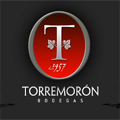 T
1957
TORREMORÓN
BODEGAS